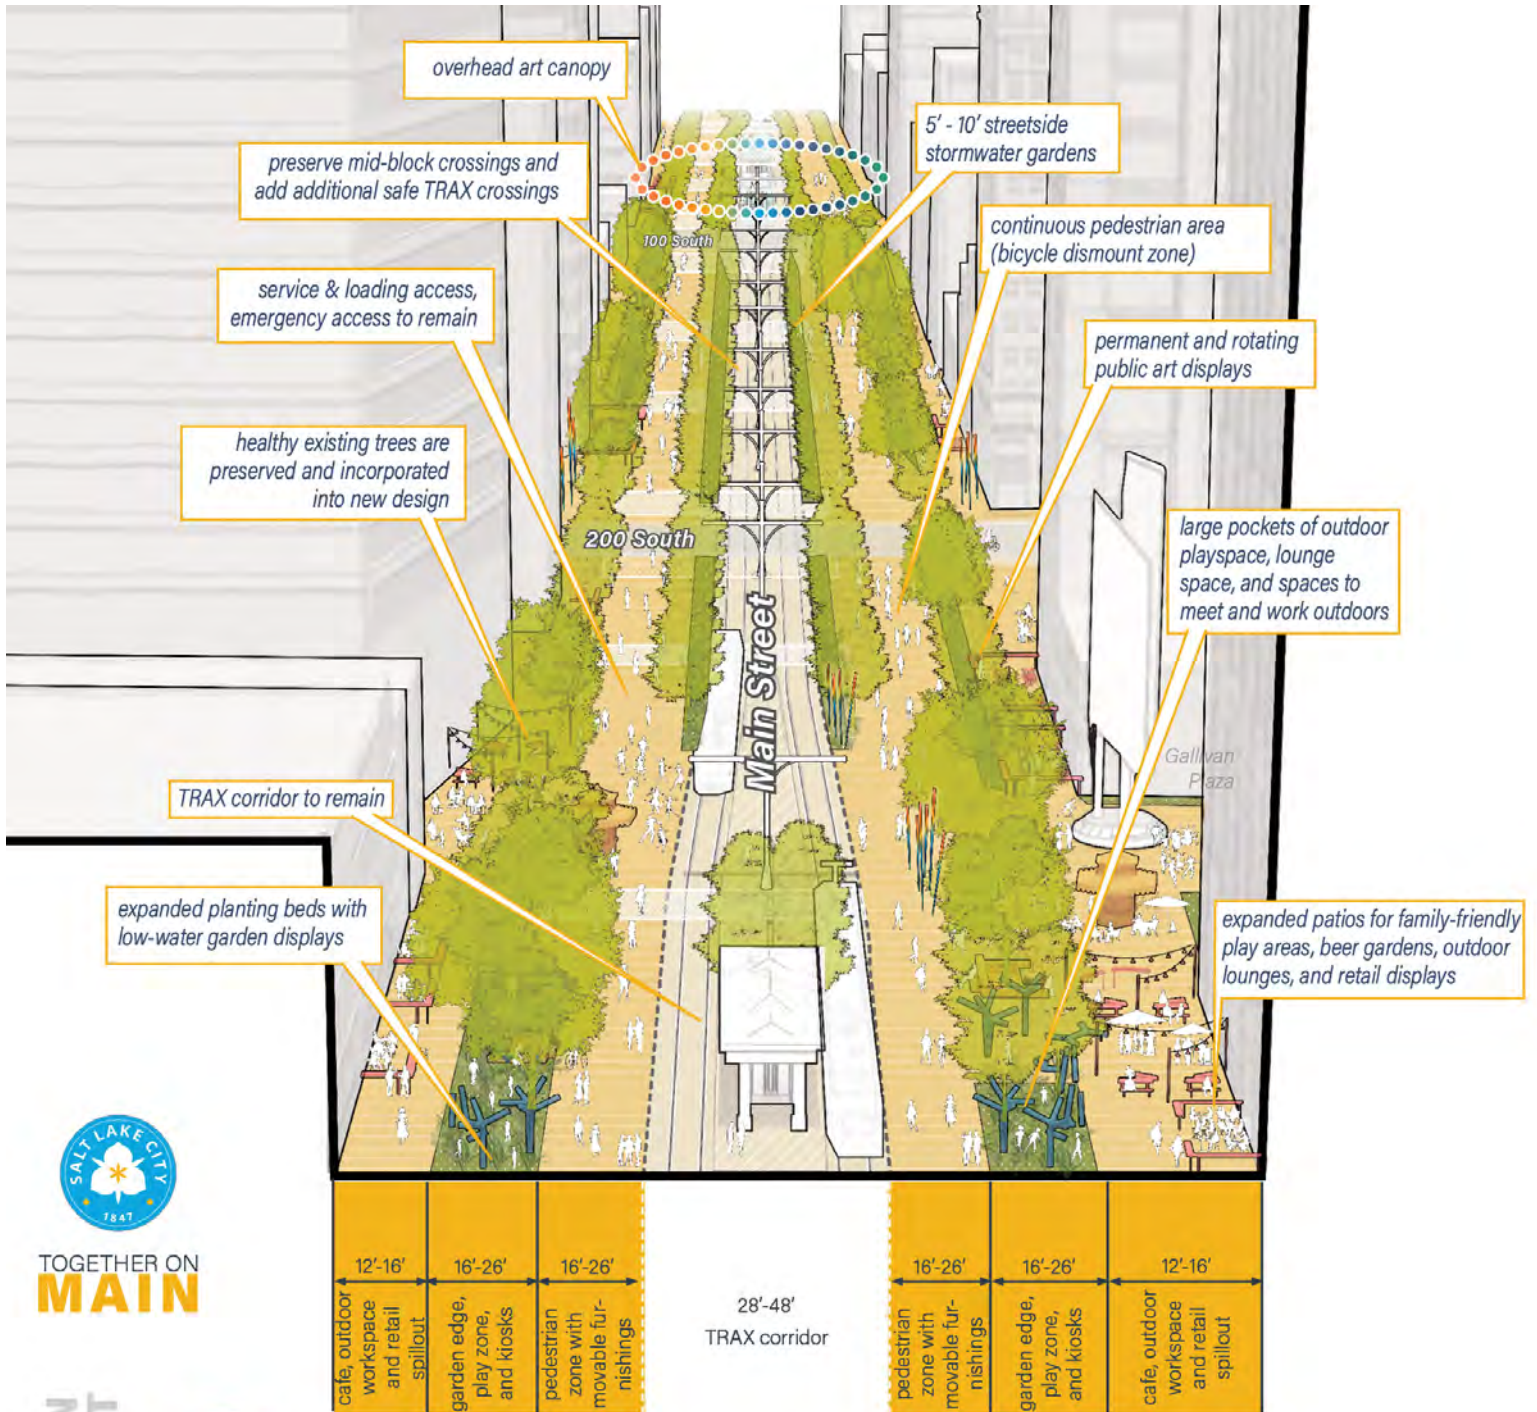 overhead art canopy
5' - 10' streetside
stormwater gardens
preserve mid-block crossings and
add additional safe TRAX crossings
continuous pedestrian area
(bicycle dismount zone)
100 South
service & loading access,
emergency access to remain
permanent and rotating
public art displays
healthy existing trees are
preserved and incorporated
into new design
large pockets of outdoor
playspace, lounge
space, and spaces to
meet and work outdoors
200 South
Main Street
Gallivan
Plaza
TRAX corridor to remain
expanded planting beds with
low-water garden displays
expanded patios for family-friendly
play areas, beer gardens, outdoor
lounges, and retail displays
SALT LAKE CITY
1847
TOGETHER ON
MAIN
12'-16'
16'-26'
16'-26'
28'-48'
TRAX corridor
16'-26'
16'-26'
12'-16'
cafe, outdoor
workspace
and retail
spillout
garden edge,
play zone,
and kiosks
pedestrian
zone with
movable fur-
nishings
pedestrian
zone with
movable fur-
nishings
garden edge,
play zone,
and kiosks
cafe, outdoor
workspace
and retail
spillout